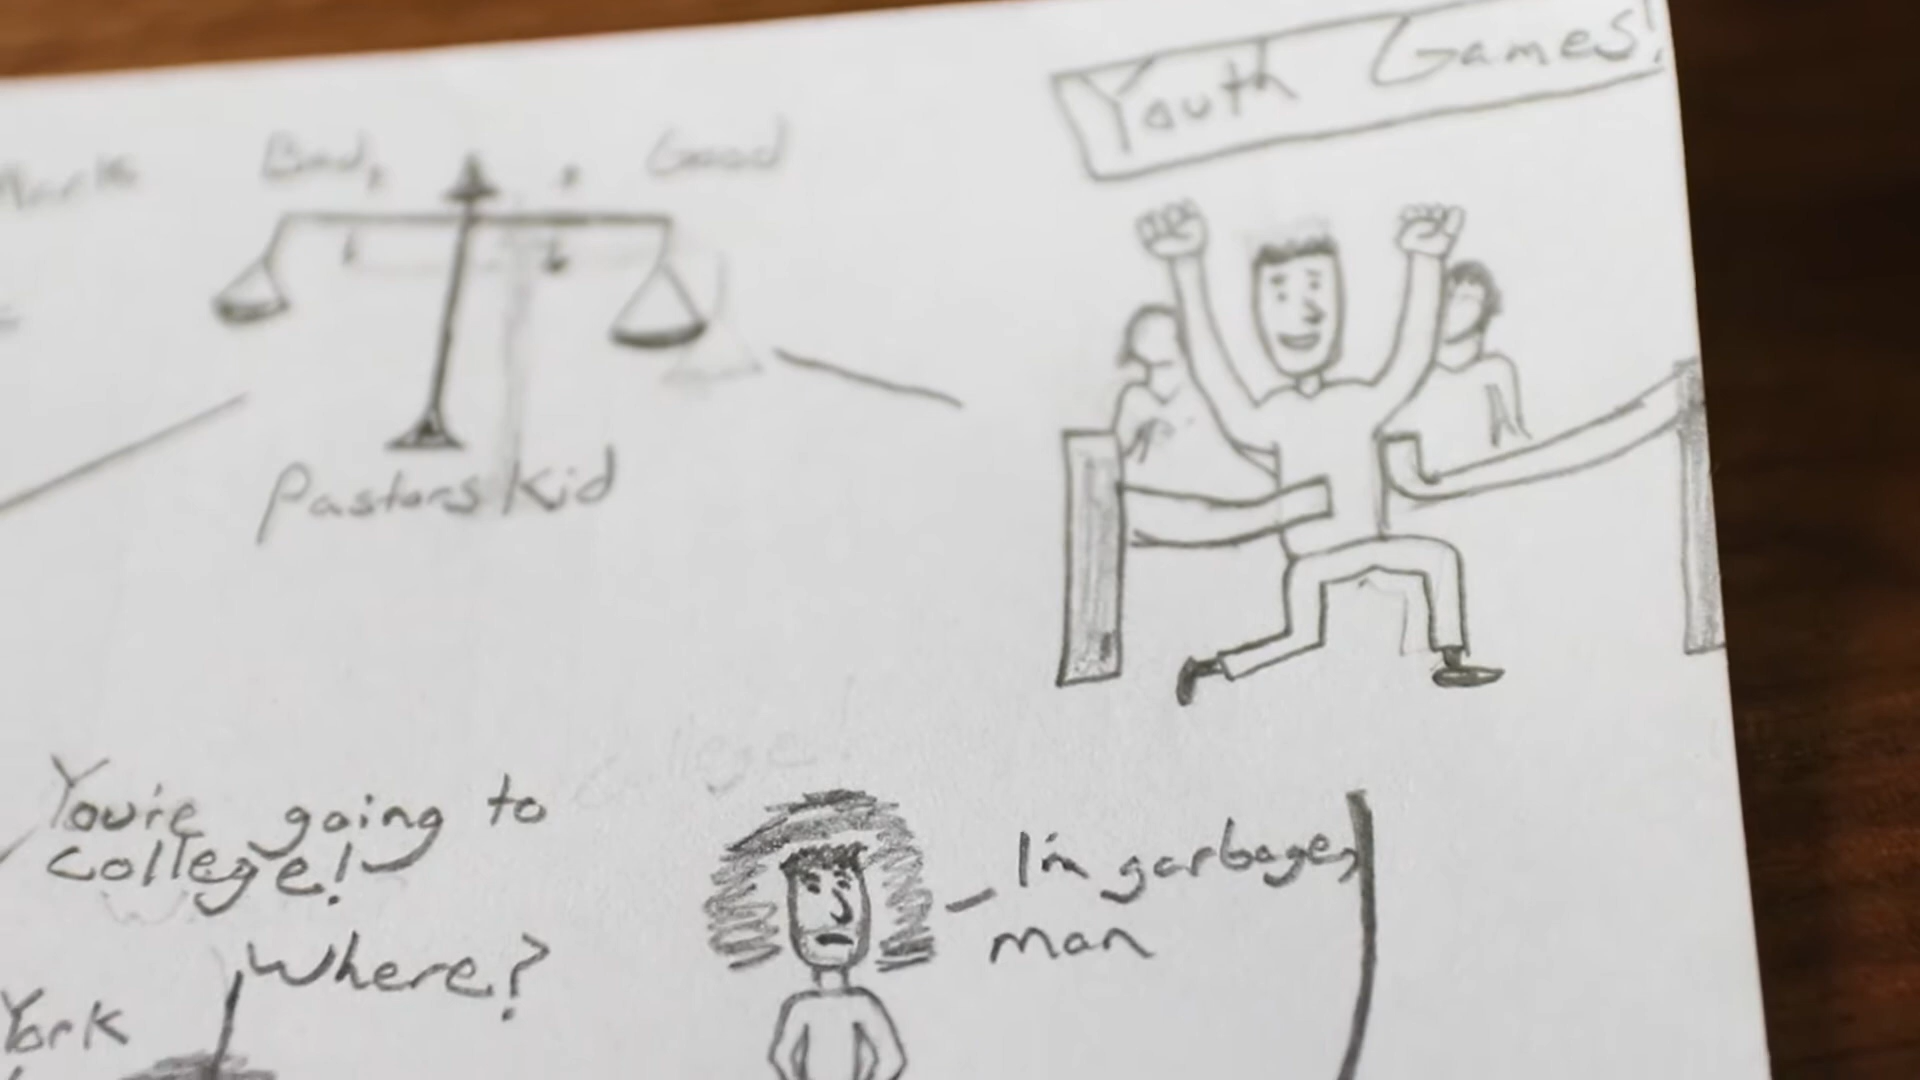 Youth Games!
Bad
Good
Pastors Kid
You're going to
college!
I'm garbage,
man
Where?
York